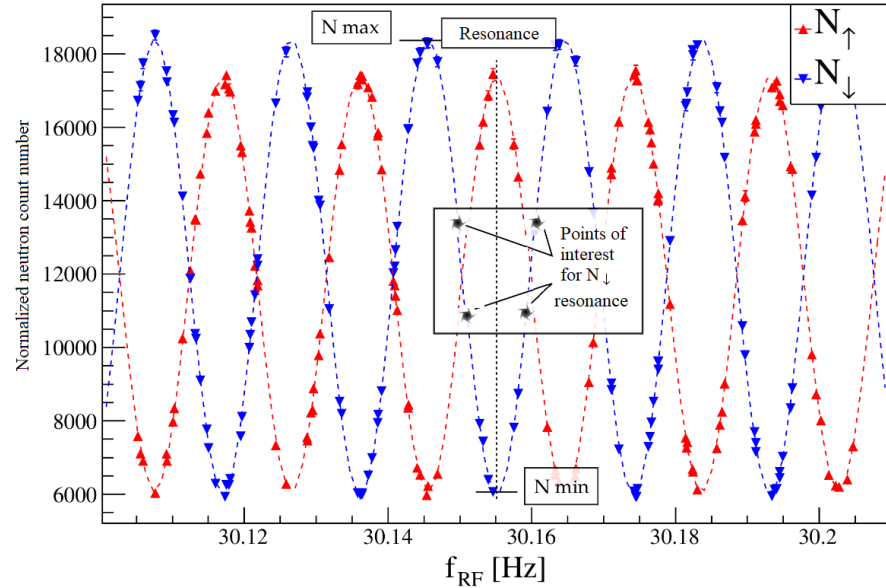 N max
Resonance
N↑
N↓
18000
16000
14000
12000
10000
8000
6000
Normalized neutron count number
Points of
interest
for N↓
resonance
N min
30.12
30.14
30.16
30.18
30.2
f_RF [Hz]